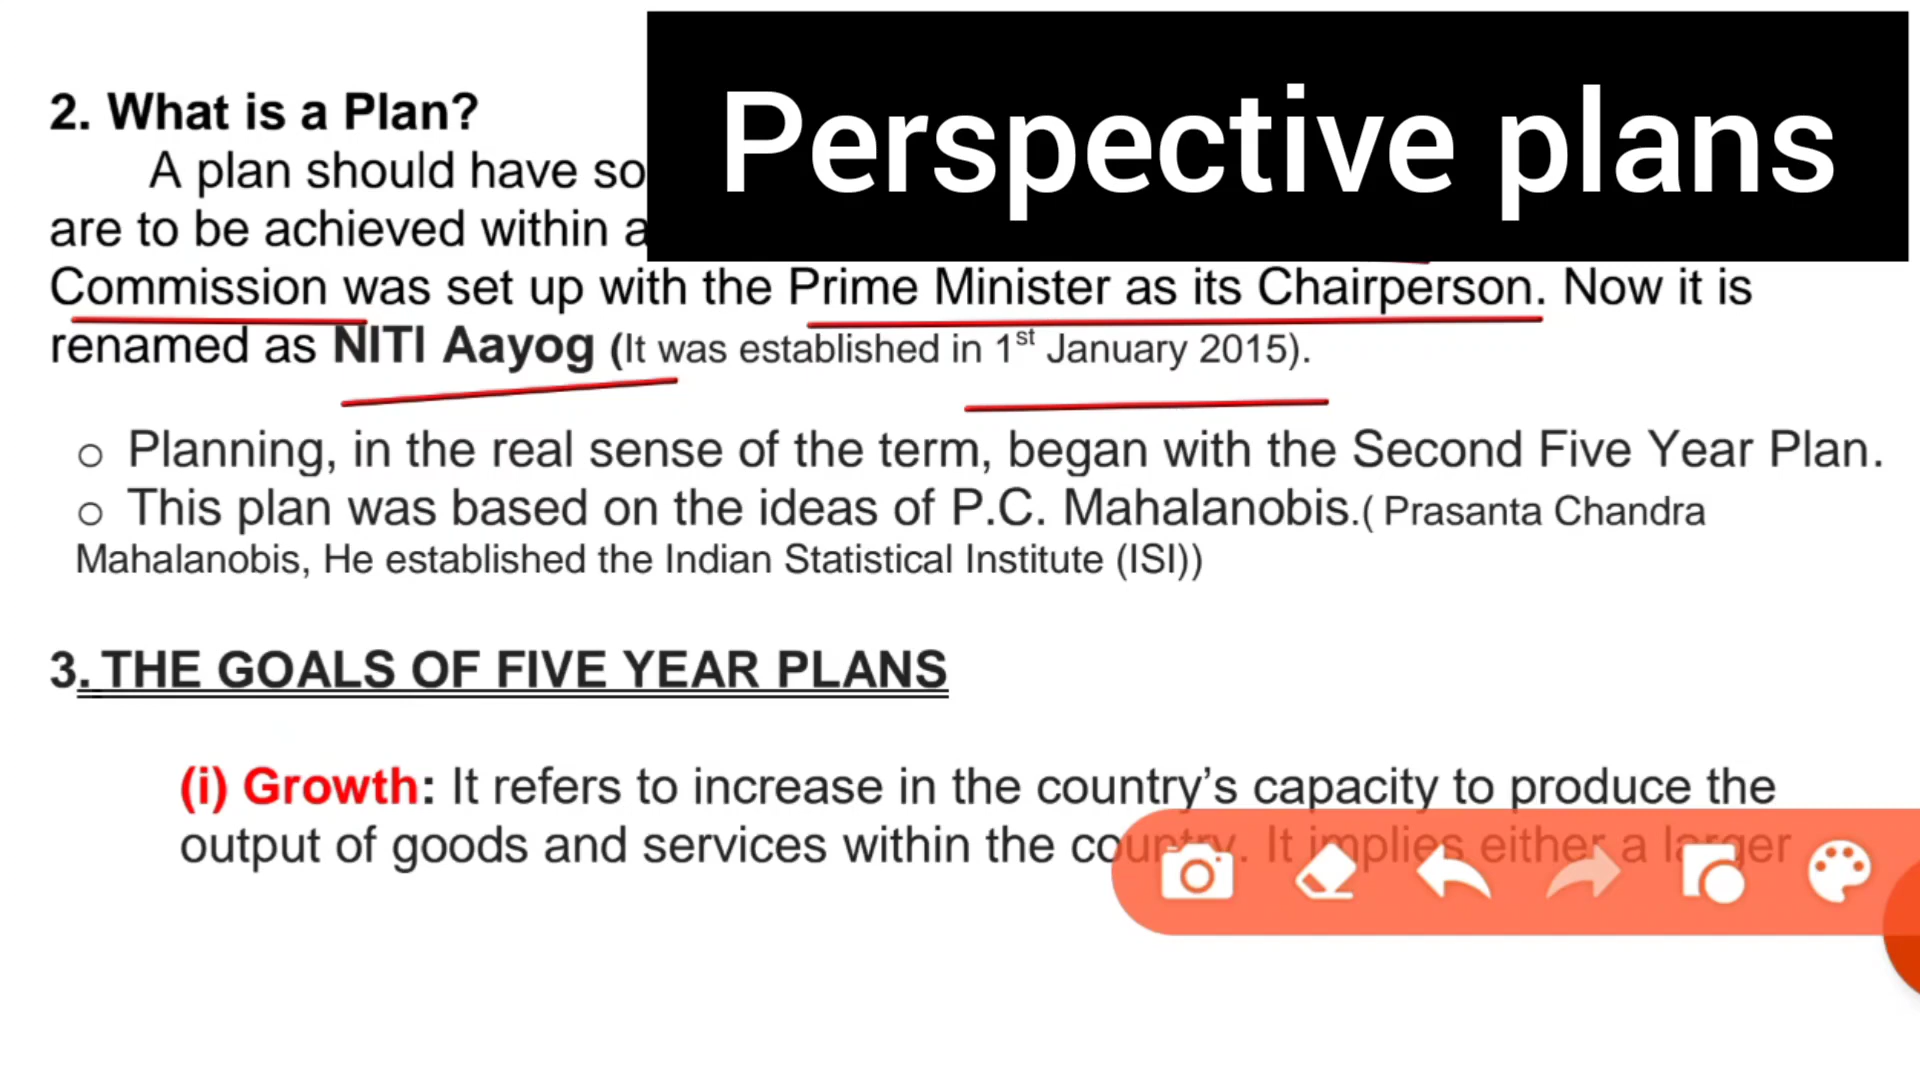 Perspective plans
2. What is a Plan?
A plan should have so
are to be achieved within a
Commission was set up with the Prime Minister as its Chairperson. Now it is
renamed as NITI Aayog (It was established in 1st January 2015).
o Planning, in the real sense of the term, began with the Second Five Year Plan.
o This plan was based on the ideas of P.C. Mahalanobis.( Prasanta Chandra
Mahalanobis, He established the Indian Statistical Institute (ISI))
3. THE GOALS OF FIVE YEAR PLANS
(i) Growth: It refers to increase in the country’s capacity to produce the
output of goods and services within the country. It implies either a larger